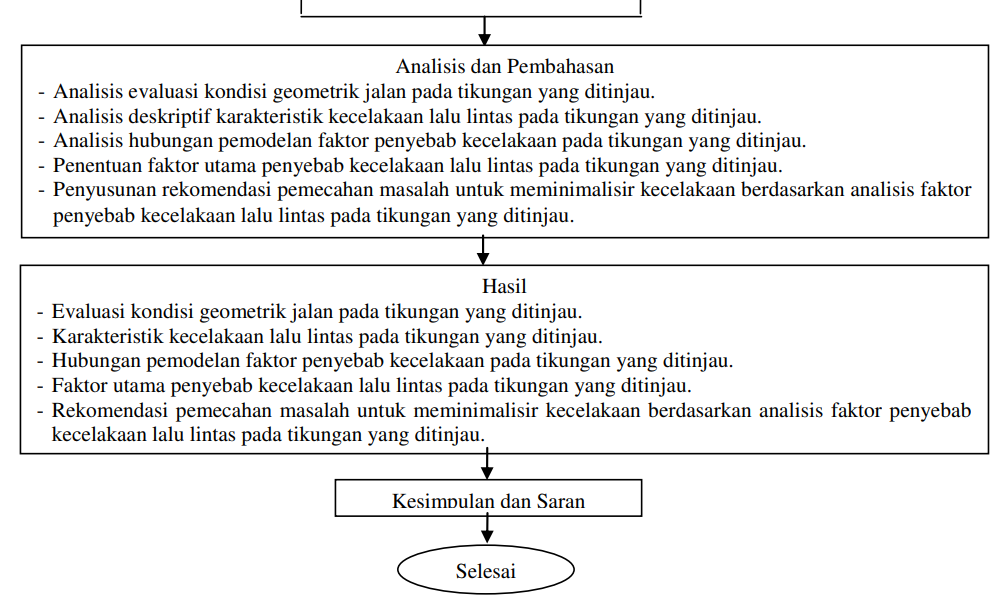 Analisis dan Pembahasan
- Analisis evaluasi kondisi geometrik jalan pada tikungan yang ditinjau.
- Analisis deskriptif karakteristik kecelakaan lalu lintas pada tikungan yang ditinjau.
- Analisis hubungan pemodelan faktor penyebab kecelakaan pada tikungan yang ditinjau.
- Penentuan faktor utama penyebab kecelakaan lalu lintas pada tikungan yang ditinjau.
- Penyusunan rekomendasi pemecahan masalah untuk meminimalisir kecelakaan berdasarkan analisis faktor
penyebab kecelakaan lalu lintas pada tikungan yang ditinjau.
Hasil
- Evaluasi kondisi geometrik jalan pada tikungan yang ditinjau.
- Karakteristik kecelakaan lalu lintas pada tikungan yang ditinjau.
- Hubungan pemodelan faktor penyebab kecelakaan pada tikungan yang ditinjau.
- Faktor utama penyebab kecelakaan lalu lintas pada tikungan yang ditinjau.
- Rekomendasi pemecahan masalah untuk meminimalisir kecelakaan berdasarkan analisis faktor penyebab
kecelakaan lalu lintas pada tikungan yang ditinjau.
Kesimpulan dan Saran
Selesai